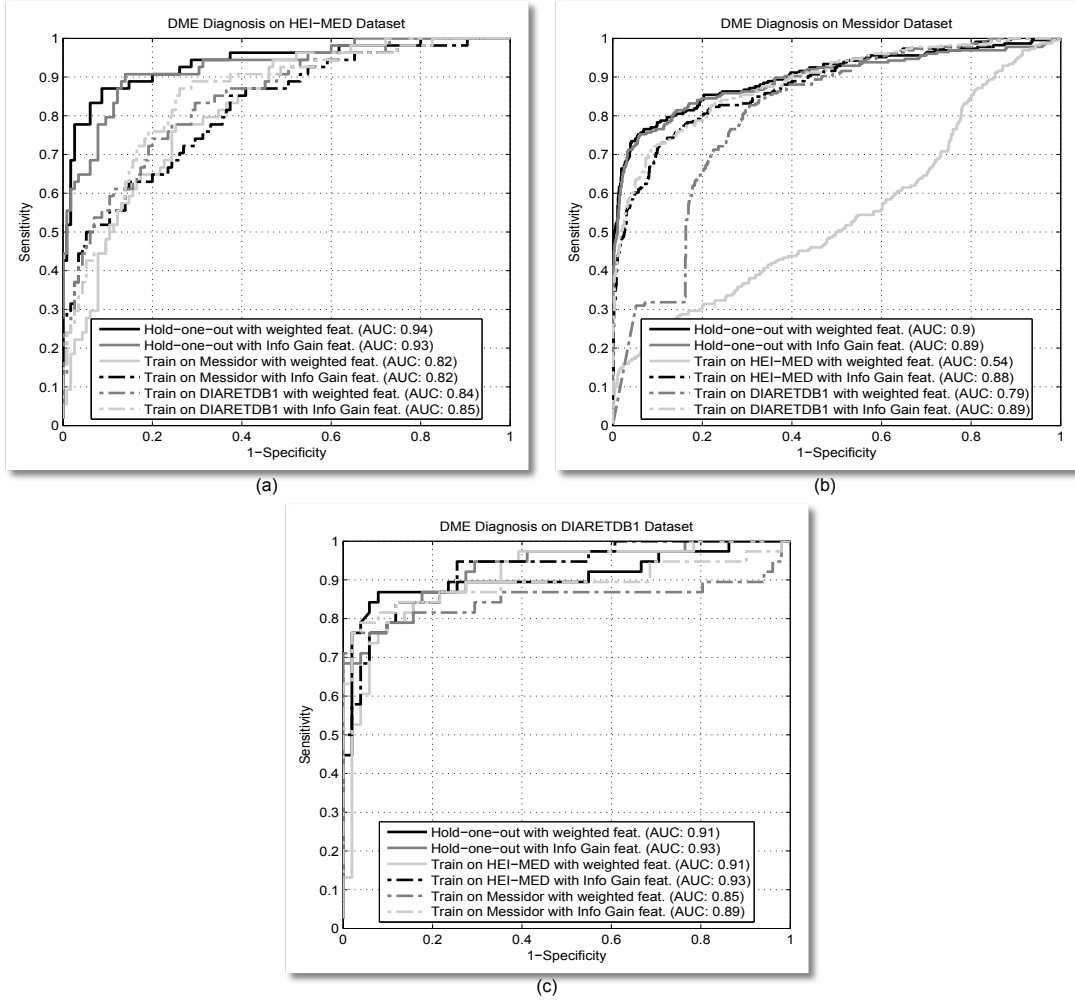 DME Diagnosis on HEI−MED Dataset
1
0.9
0.8
0.7
0.6
0.5
0.4
0.3
0.2
0.1
0
Sensitivity
Hold−one−out with weighted feat. (AUC: 0.94)
Hold−one−out with Info Gain feat. (AUC: 0.93)
Train on Messidor with weighted feat. (AUC: 0.82)
Train on Messidor with Info Gain feat. (AUC: 0.82)
Train on DIARETDB1 with weighted feat. (AUC: 0.84)
Train on DIARETDB1 with Info Gain feat. (AUC: 0.85)
0 0.2 0.4 0.6 0.8 1
1−Specificity
(a)
DME Diagnosis on Messidor Dataset
1
0.9
0.8
0.7
0.6
0.5
0.4
0.3
0.2
0.1
0
Sensitivity
Hold−one−out with weighted feat. (AUC: 0.9)
Hold−one−out with Info Gain feat. (AUC: 0.89)
Train on HEI−MED with weighted feat. (AUC: 0.54)
Train on HEI−MED with Info Gain feat. (AUC: 0.88)
Train on DIARETDB1 with weighted feat. (AUC: 0.79)
Train on DIARETDB1 with Info Gain feat. (AUC: 0.89)
0 0.2 0.4 0.6 0.8 1
1−Specificity
(b)
DME Diagnosis on DIARETDB1 Dataset
1
0.9
0.8
0.7
0.6
0.5
0.4
0.3
0.2
0.1
0
Sensitivity
Hold−one−out with weighted feat. (AUC: 0.91)
Hold−one−out with Info Gain feat. (AUC: 0.93)
Train on HEI−MED with weighted feat. (AUC: 0.91)
Train on HEI−MED with Info Gain feat. (AUC: 0.93)
Train on Messidor with weighted feat. (AUC: 0.85)
Train on Messidor with Info Gain feat. (AUC: 0.89)
0 0.2 0.4 0.6 0.8 1
1−Specificity
(c)